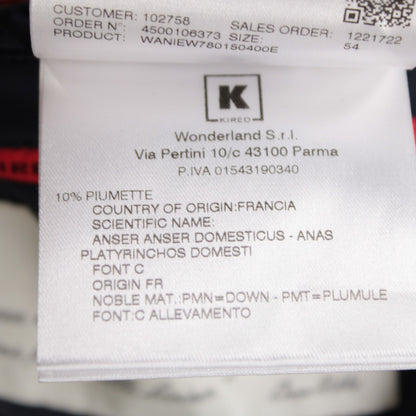 CUSTOMER: 102758
ORDER N°: 4500106373 SALES ORDER: 1221722
PRODUCT: WANIEW780150400E SIZE: 54
K
KIRED
Wonderland S.r.l.
Via Pertini 10/c 43100 Parma
P.IVA 01543190340
10% PIUMETTE
COUNTRY OF ORIGIN:FRANCIA
SCIENTIFIC NAME:
ANSER ANSER DOMESTICUS - ANAS
PLATYRINCHOS DOMESTI
FONT C
ORIGIN FR
NOBLE MAT.:PMN=DOWN - PMT=PLUMULE
FONT:C ALLEVAMENTO